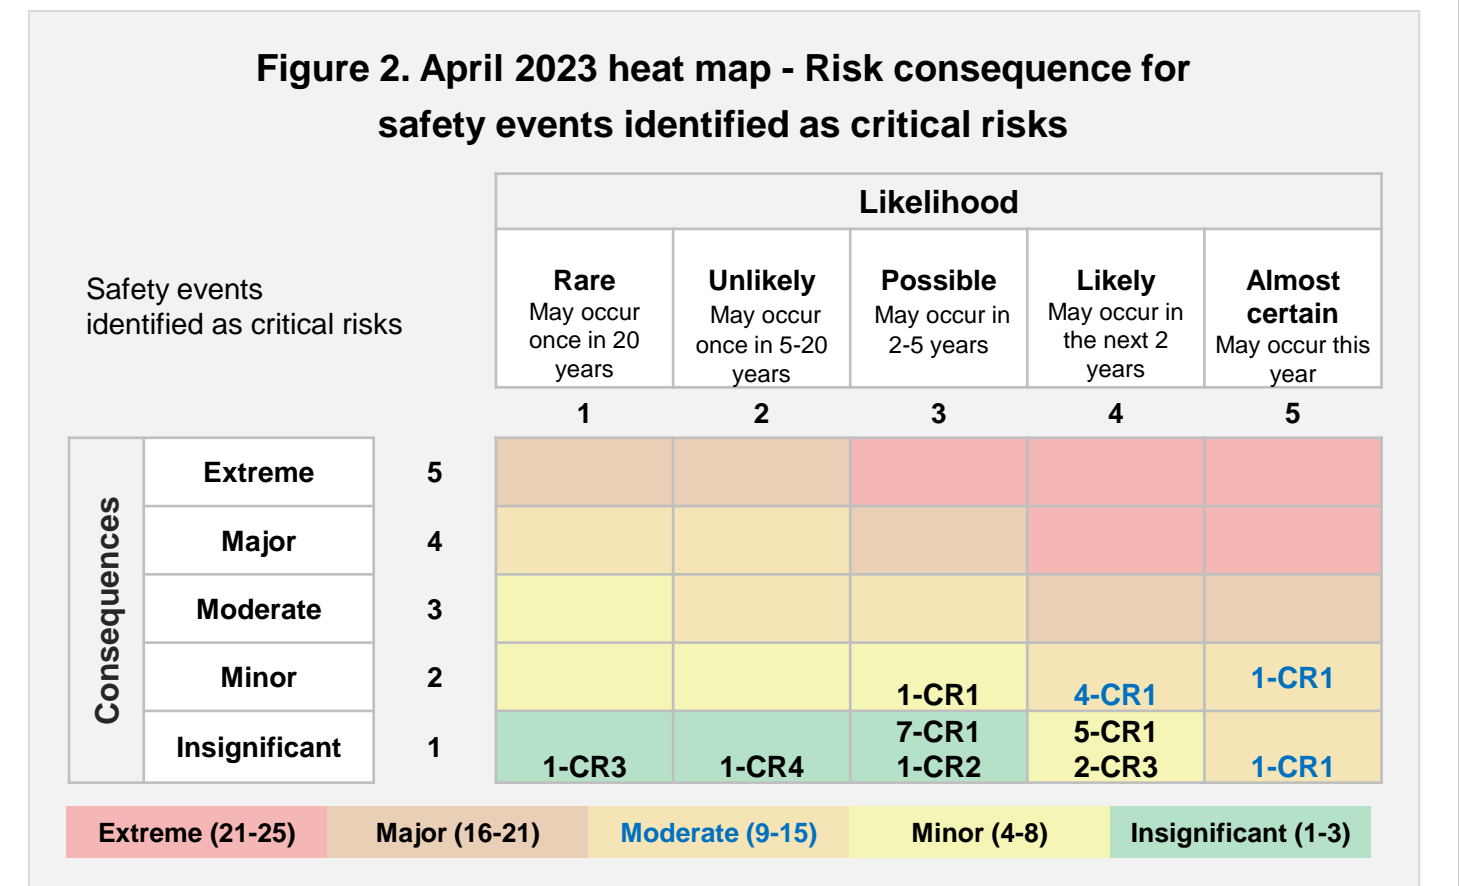 Figure 2. April 2023 heat map - Risk consequence for
safety events identified as critical risks
Likelihood
Safety events
identified as critical risks
Rare
May occur
once in 20
years
Unlikely
May occur
once in 5-20
years
Possible
May occur in
2-5 years
Likely
May occur in
the next 2
years
Almost
certain
May occur this
year
1 2 3 4 5
Consequences
Extreme 5
Major 4
Moderate 3
Minor 2
1-CR1 4-CR1 1-CR1
Insignificant 1
1-CR3 1-CR4
7-CR1
1-CR2
5-CR1
2-CR3
1-CR1
Extreme (21-25) Major (16-21) Moderate (9-15) Minor (4-8) Insignificant (1-3)